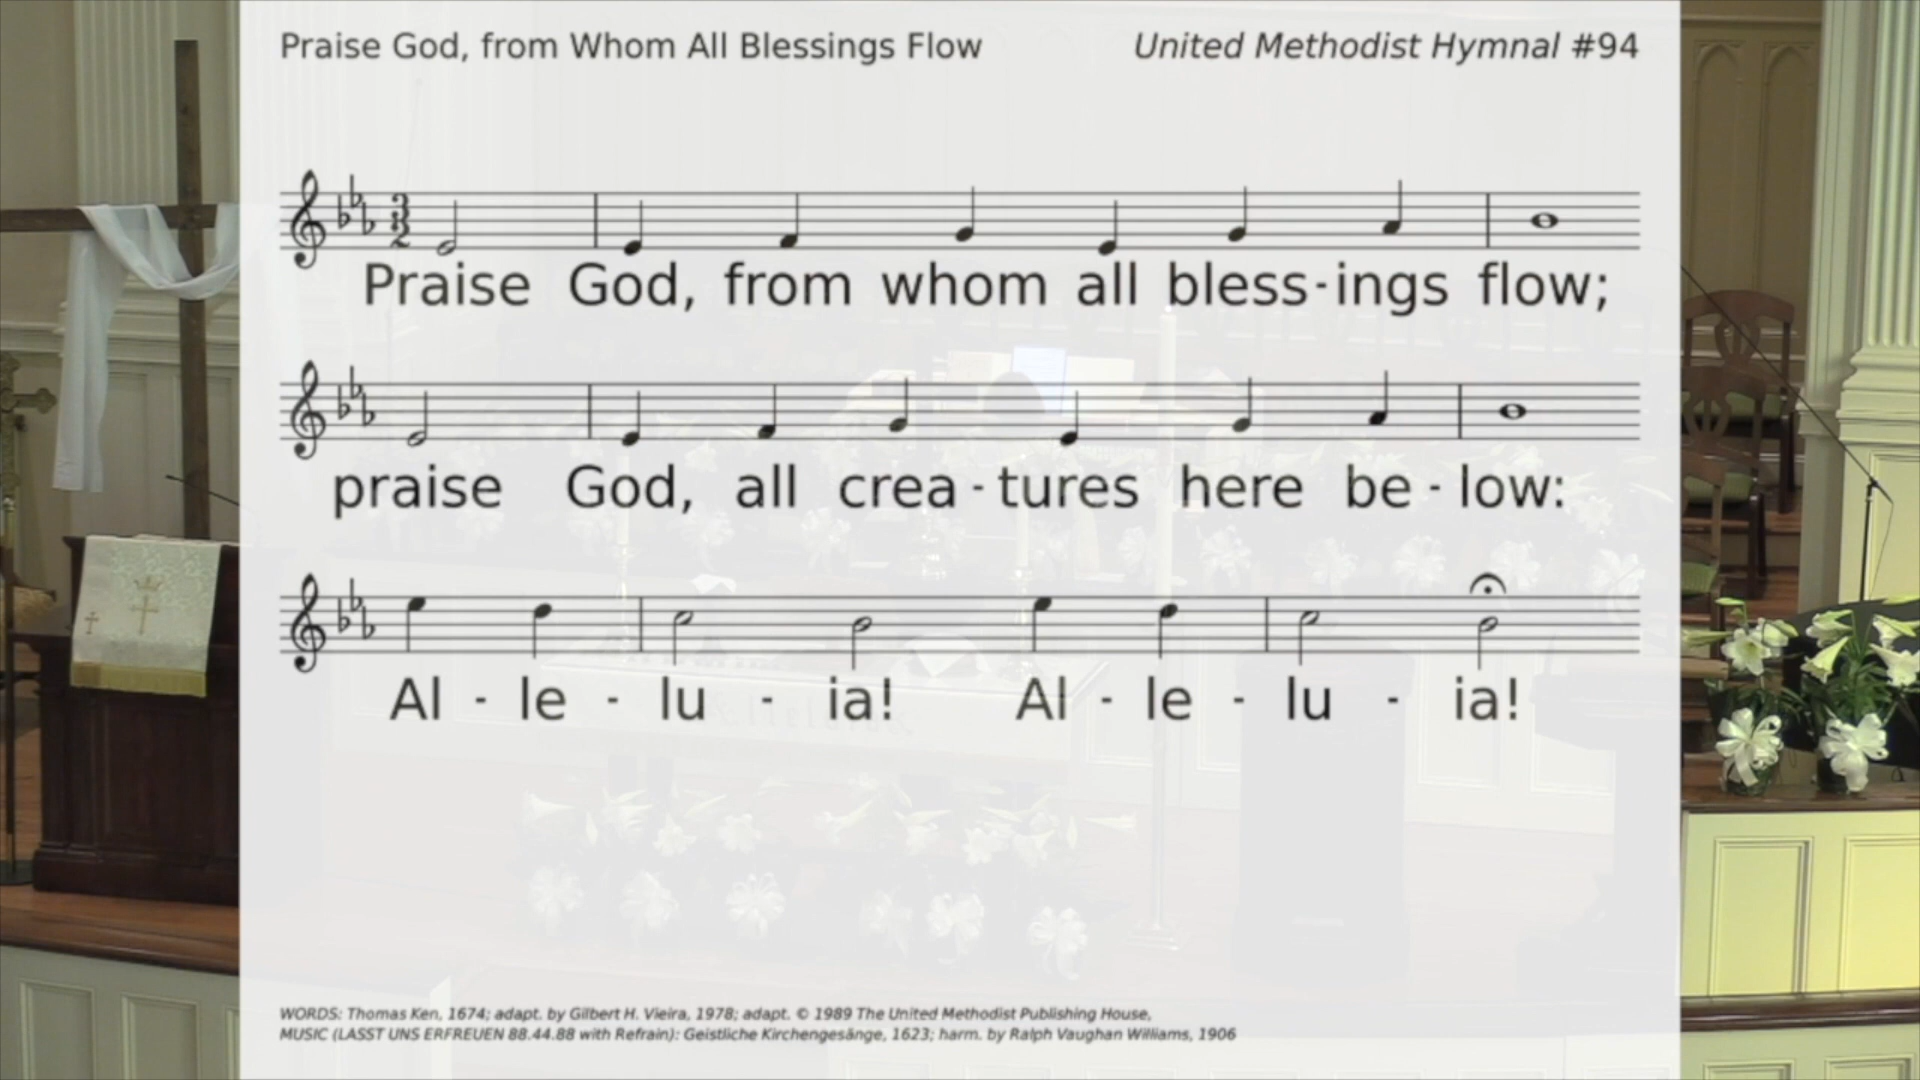 Praise God, from Whom All Blessings Flow United Methodist Hymnal #94
3
3
2
Praise God, from whom all bless-ings flow;
praise God, all crea-tures here be-low:
Al - le - lu - ia! Al - le - lu - ia!
WORDS: Thomas Ken, 1674; adapt. by Gilbert H. Vieira, 1978; adapt. © 1989 The United Methodist Publishing House,
MUSIC (LASST UNS ERFREUEN 88.44.88 with Refrain): Geistliche Kirchengesänge, 1623; harm. by Ralph Vaughan Williams, 1906